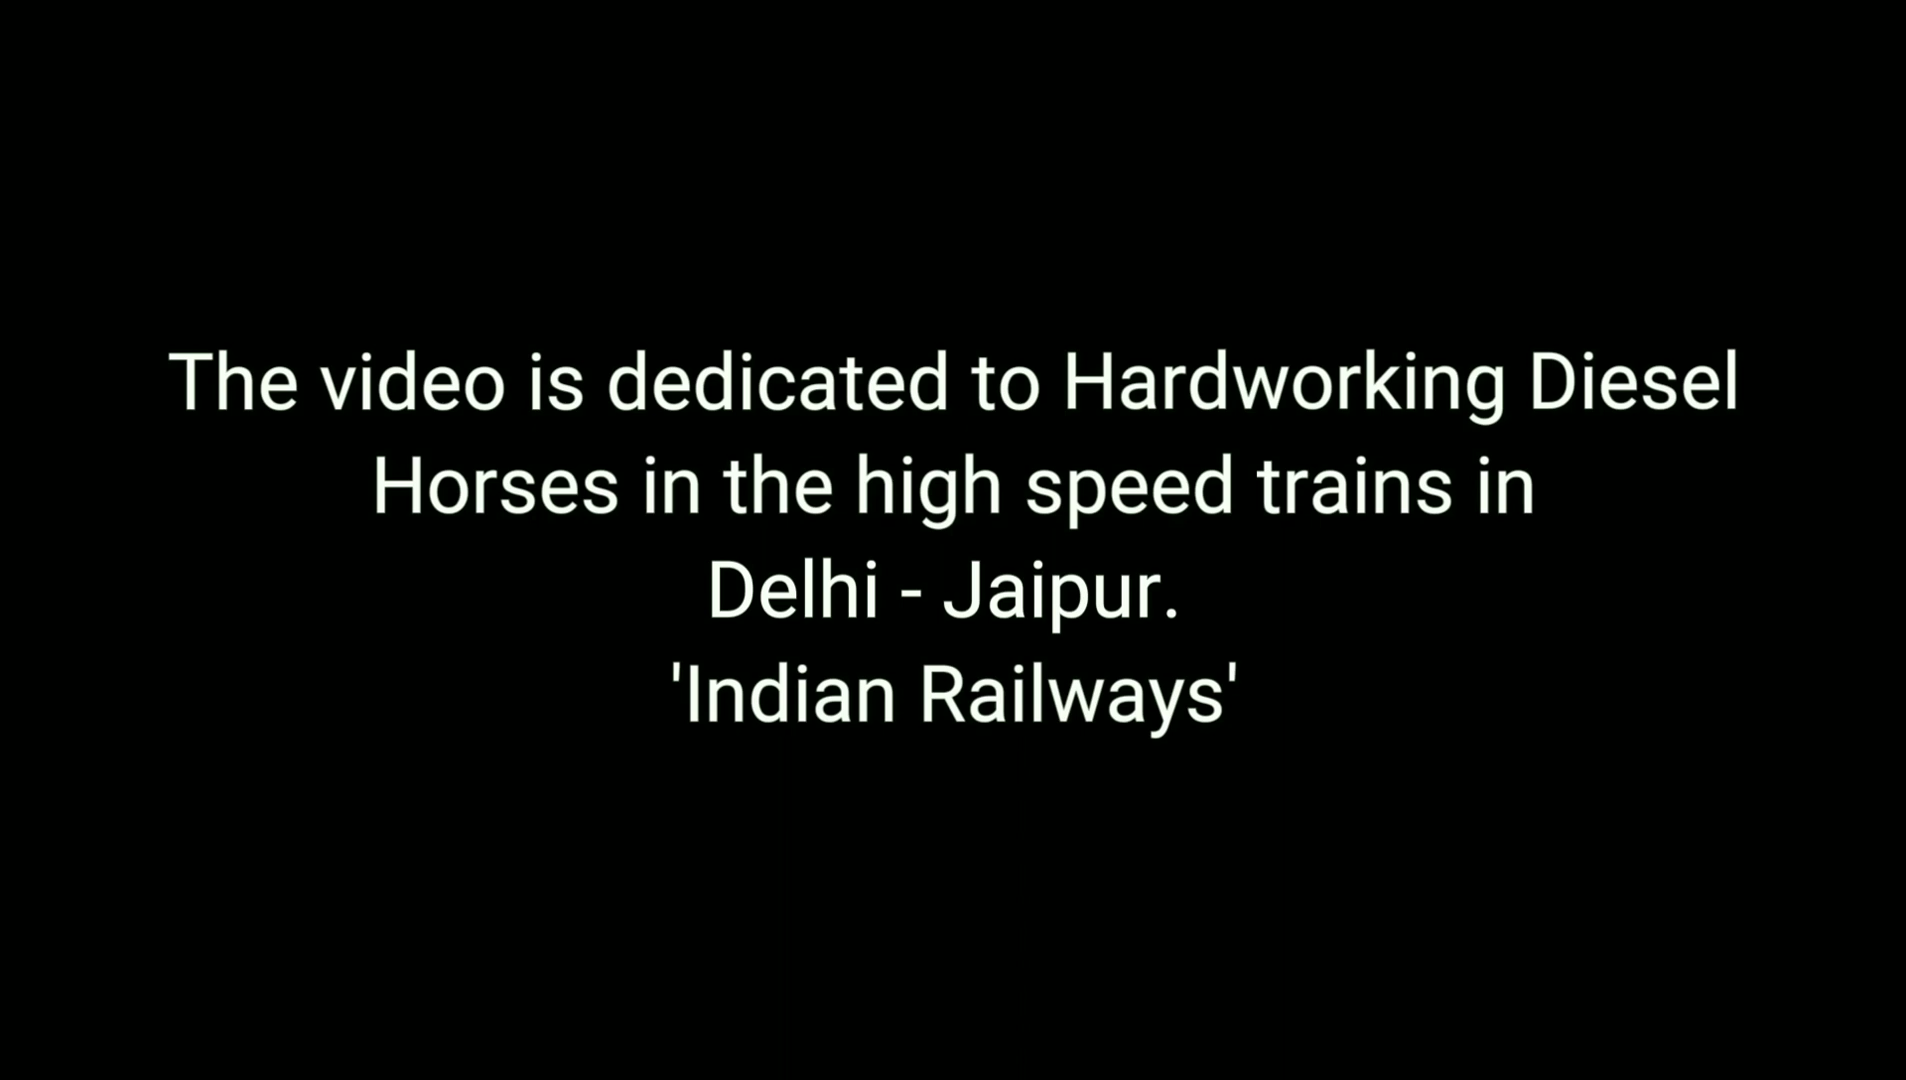 The video is dedicated to Hardworking Diesel
Horses in the high speed trains in
Delhi - Jaipur.
'Indian Railways'